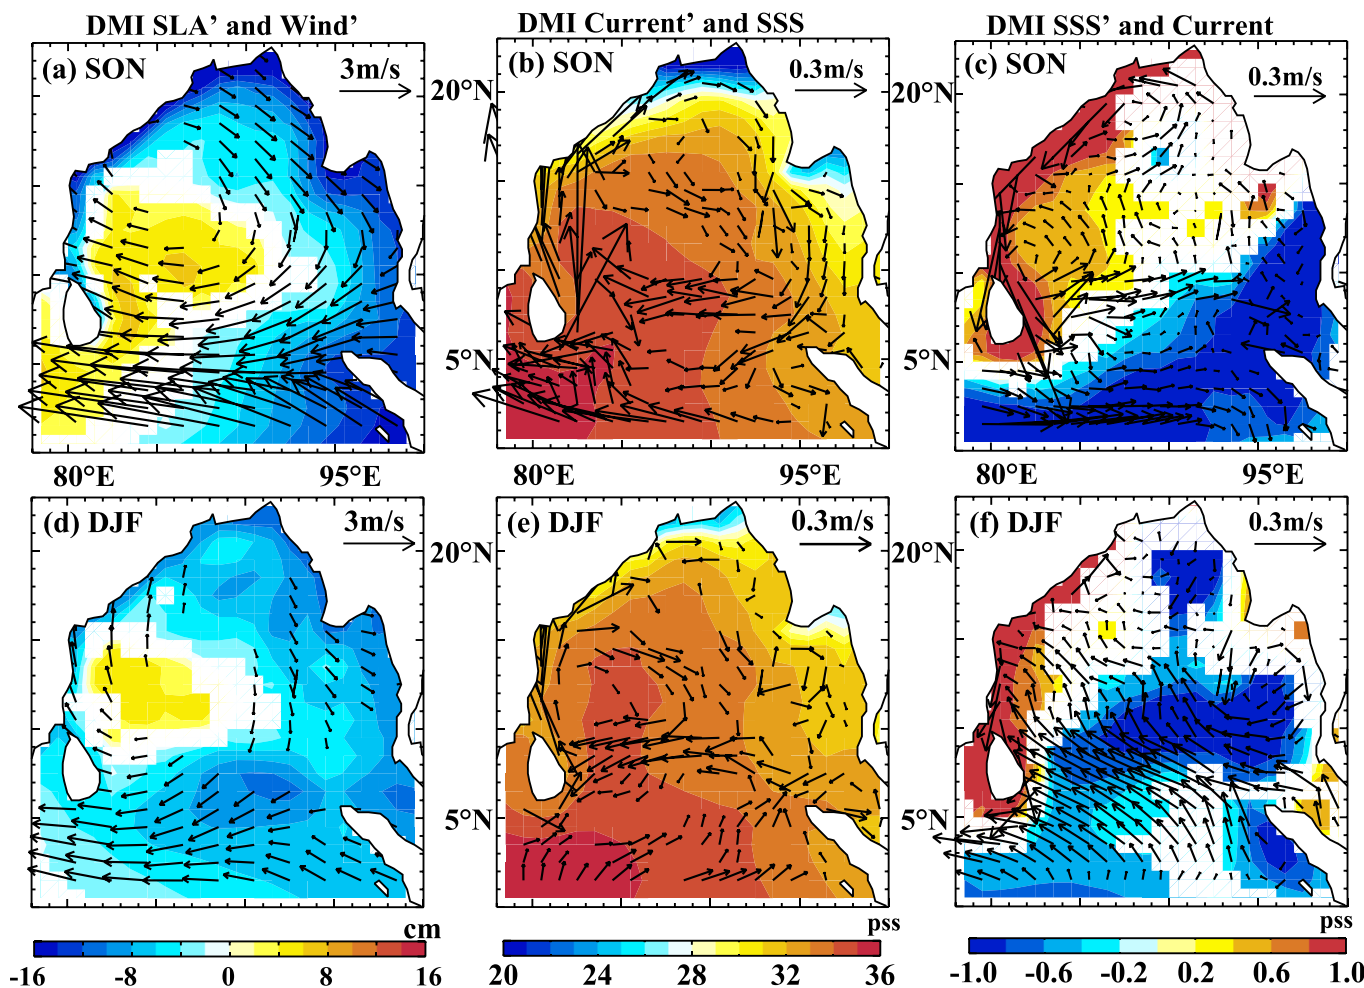 DMI SLA’ and Wind’
DMI Current’ and SSS
DMI SSS’ and Current
(a) SON
3m/s
(b) SON
0.3m/s
(c) SON
0.3m/s
20°N
20°N
5°N
5°N
80°E
95°E
80°E
95°E
80°E
95°E
(d) DJF
3m/s
(e) DJF
0.3m/s
(f) DJF
0.3m/s
20°N
20°N
5°N
5°N
cm
pss
pss
-16
-8
0
8
16
20
24
28
32
36
-1.0
-0.6
-0.2
0.2
0.6
1.0